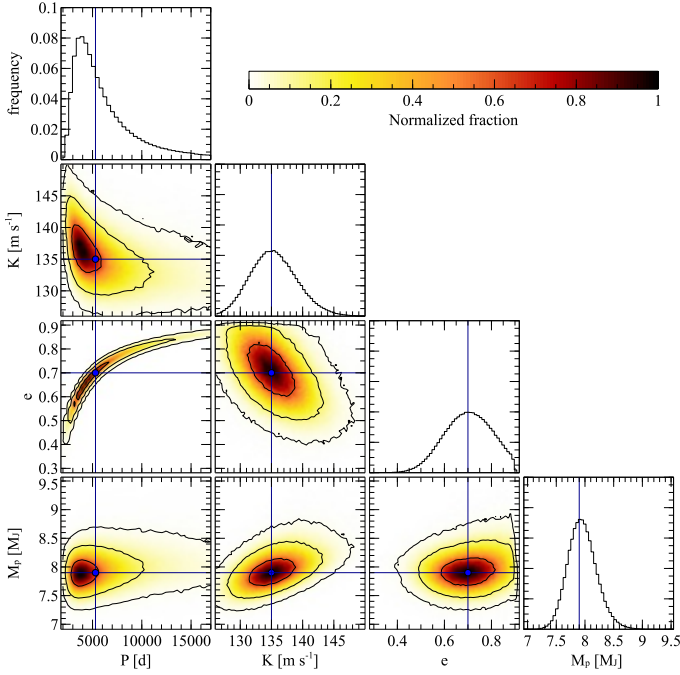 0.1
0.08
0.06
0.04
0.02
0
frequency
0 0.2 0.4 0.6 0.8 1
Normalized fraction
145
140
135
130
K [m s⁻¹]
0.9
0.8
0.7
0.6
0.5
0.4
0.3
e
9.5
9
8.5
8
7.5
7
Mₚ [Mⱼ]
5000 10000 15000
P [d]
130 135 140 145
K [m s⁻¹]
0.4 0.6 0.8
e
7 7.5 8 8.5 9 9.5
Mₚ [Mⱼ]